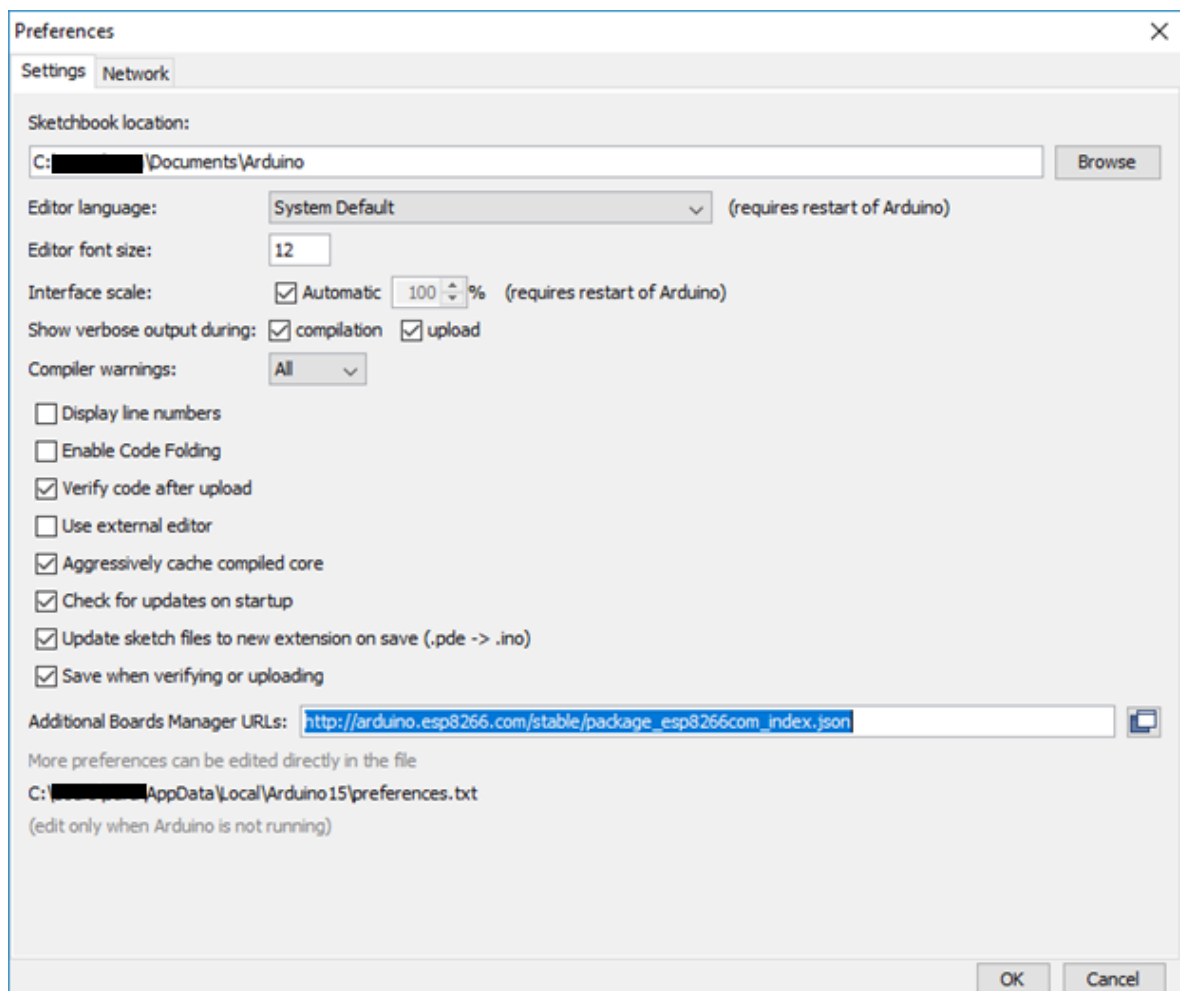 Preferences
Settings Network
Sketchbook location:
C: \Documents\Arduino Browse
Editor language: System Default (requires restart of Arduino)
Editor font size: 12
Interface scale: Automatic 100 % (requires restart of Arduino)
Show verbose output during: compilation upload
Compiler warnings: All
Display line numbers
Enable Code Folding
Verify code after upload
Use external editor
Aggressively cache compiled core
Check for updates on startup
Update sketch files to new extension on save (.pde -> .ino)
Save when verifying or uploading
Additional Boards Manager URLs: http://arduino.esp8266.com/stable/package_esp8266com_index.json
More preferences can be edited directly in the file
C:\ AppData\Local\Arduino15\preferences.txt
(edit only when Arduino is not running)
OK Cancel